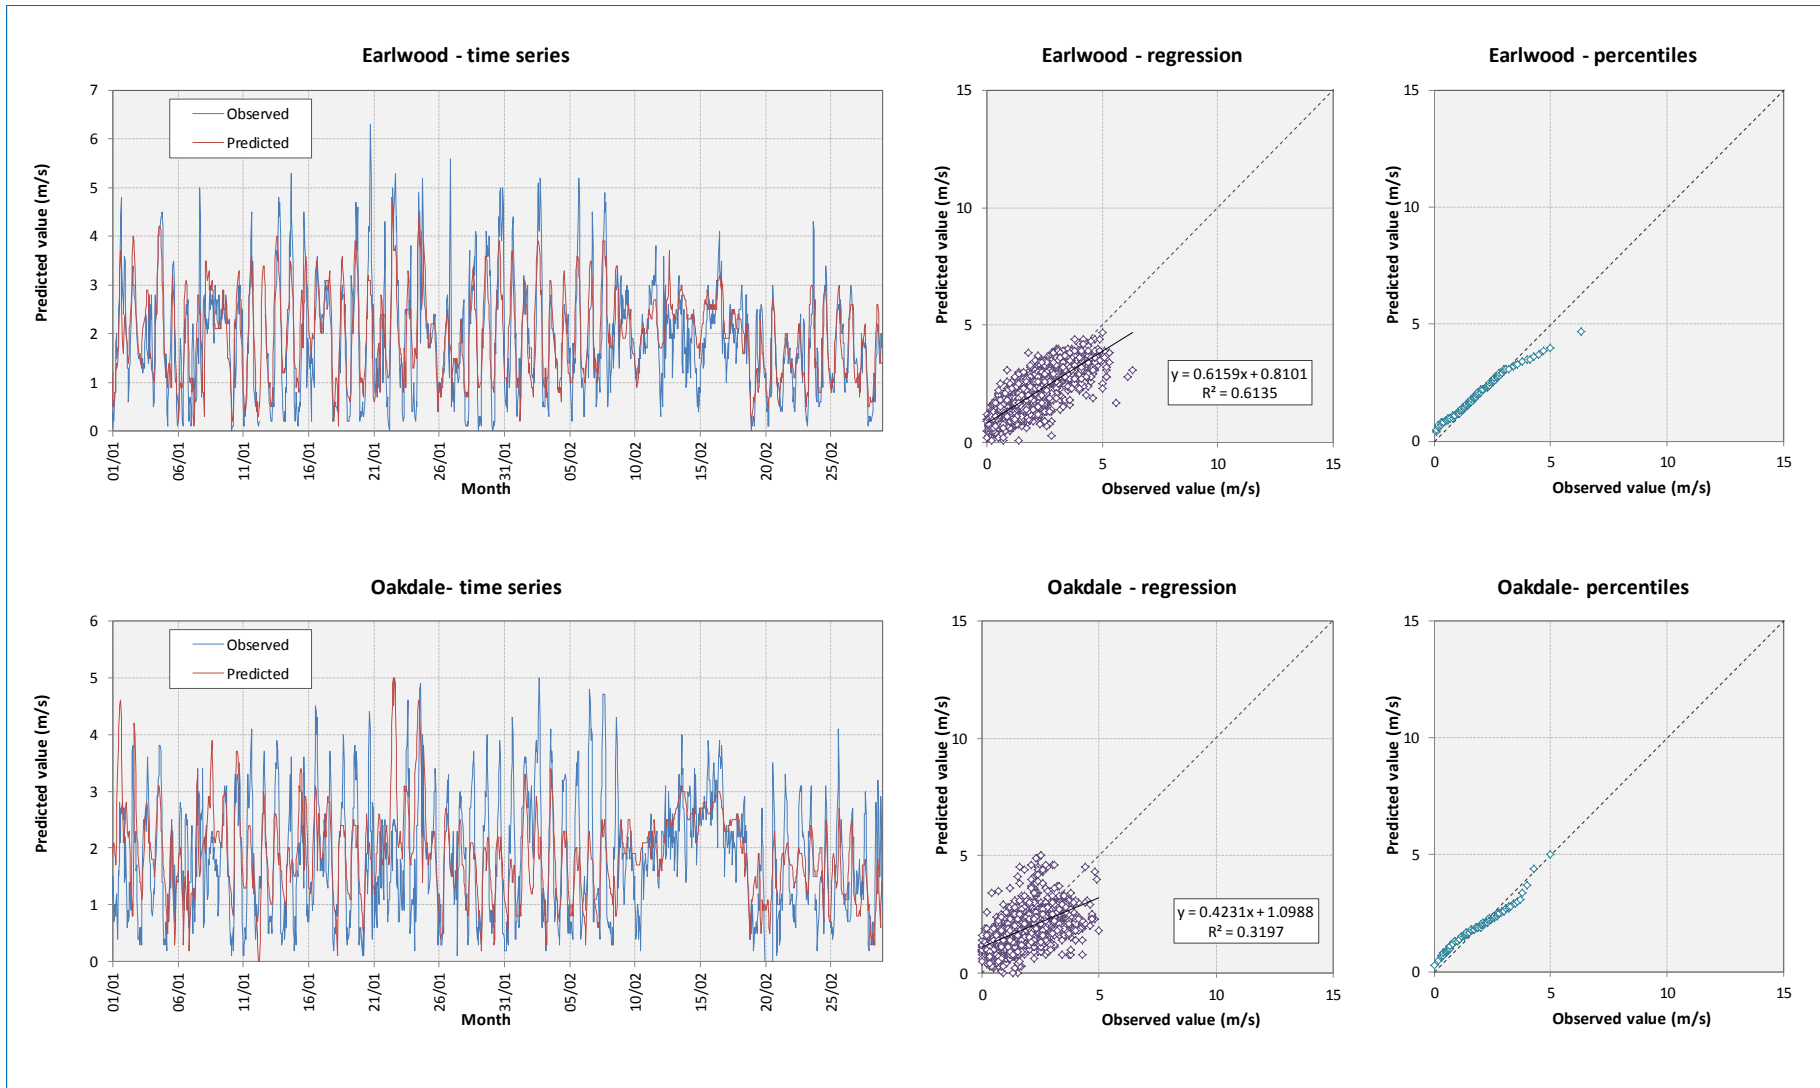 Earlwood - time series
Predicted value (m/s)
7
6
5
4
3
2
1
0
Observed
Predicted
01/01
06/01
11/01
16/01
21/01
26/01
31/01
05/02
10/02
15/02
20/02
25/02
Month
Earlwood - regression
Predicted value (m/s)
15
10
5
0
y = 0.6159x + 0.8101
R² = 0.6135
0
5
10
15
Observed value (m/s)
Earlwood - percentiles
Predicted value (m/s)
15
10
5
0
0
5
10
15
Observed value (m/s)
Oakdale- time series
Predicted value (m/s)
6
5
4
3
2
1
0
Observed
Predicted
01/01
06/01
11/01
16/01
21/01
26/01
31/01
05/02
10/02
15/02
20/02
25/02
Month
Oakdale - regression
Predicted value (m/s)
15
10
5
0
y = 0.4231x + 1.0988
R² = 0.3197
0
5
10
15
Observed value (m/s)
Oakdale- percentiles
Predicted value (m/s)
15
10
5
0
0
5
10
15
Observed value (m/s)